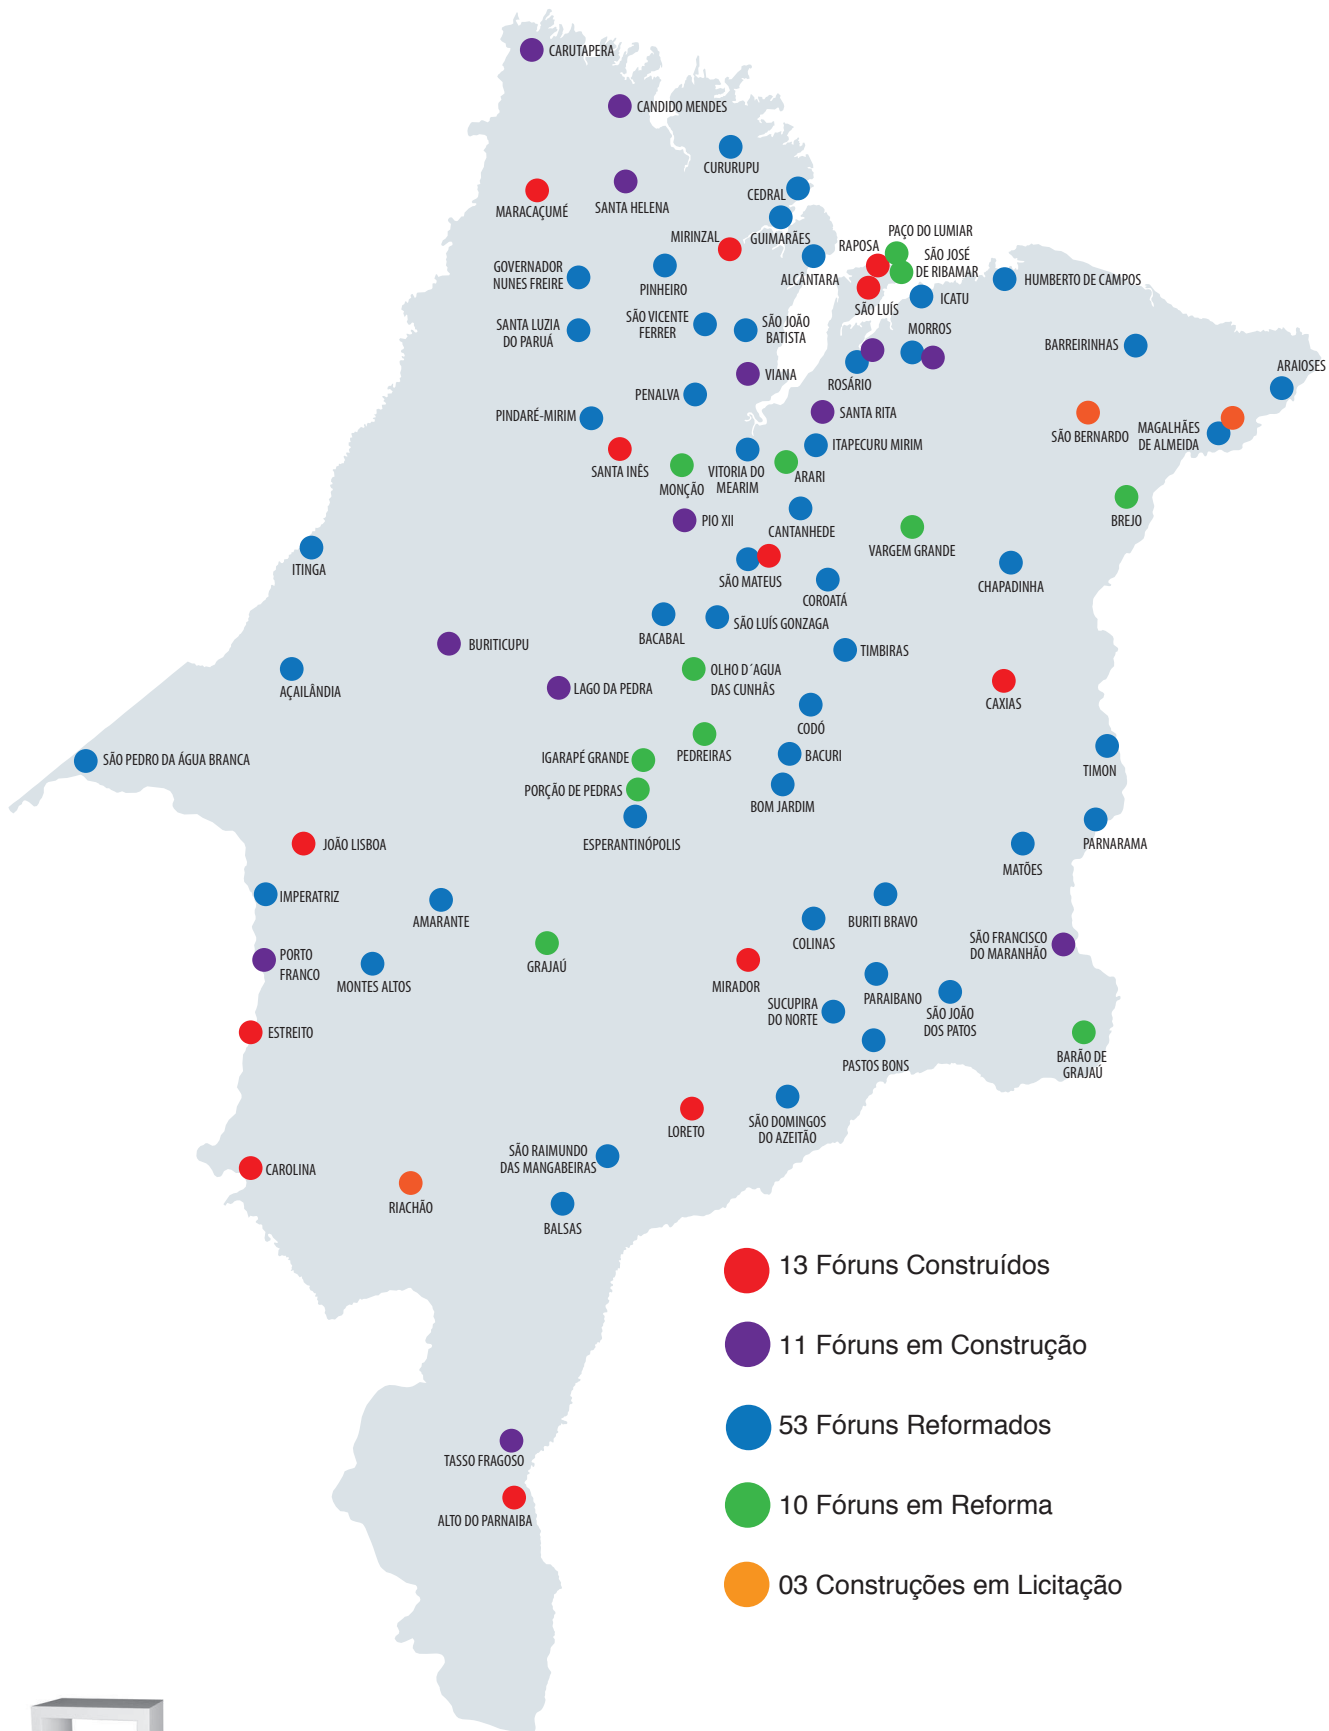 CARUTAPERA
CANDIDO MENDES
CURURUPU
MARACAÇUMÉ
SANTA HELENA
CEDRAL
MIRINZAL
GUIMARÃES
PAÇO DO LUMIAR
RAPOSA
SÃO JOSÉ
DE RIBAMAR
GOVERNADOR
NUNES FREIRE
PINHEIRO
ALCÂNTARA
HUMBERTO DE CAMPOS
ICATU
SÃO LUÍS
SANTA LUZIA
DO PARUÁ
SÃO VICENTE
FERRER
SÃO JOÃO
BATISTA
MORROS
BARREIRINHAS
ARAIOSES
VIANA
ROSÁRIO
PENALVA
PINDARÉ-MIRIM
SANTA RITA
SÃO BERNARDO
MAGALHÃES
DE ALMEIDA
ITAPECURU MIRIM
SANTA INÊS
MONÇÃO
VITORIA DO
MEARIM
ARARI
PIO XII
CANTANHEDE
VARGEM GRANDE
BREJO
ITINGA
SÃO MATEUS
CHAPADINHA
COROATÁ
BACABAL
SÃO LUÍS GONZAGA
BURITICUPU
TIMBIRAS
AÇAILÂNDIA
LAGO DA PEDRA
OLHO D´AGUA
DAS CUNHÂS
CAXIAS
CODÓ
SÃO PEDRO DA ÁGUA BRANCA
IGARAPÉ GRANDE
PEDREIRAS
BACURI
TIMON
PORÇÃO DE PEDRAS
BOM JARDIM
ESPERANTINÓPOLIS
JOÃO LISBOA
PARNARAMA
MATÕES
IMPERATRIZ
AMARANTE
BURITI BRAVO
COLINAS
SÃO FRANCISCO
DO MARANHÃO
PORTO
FRANCO
MONTES ALTOS
GRAJAÚ
MIRADOR
PARAIBANO
SUCUPIRA
DO NORTE
SÃO JOÃO
DOS PATOS
ESTREITO
PASTOS BONS
BARÃO DE
GRAJAÚ
LORETO
SÃO DOMINGOS
DO AZEITÃO
SÃO RAIMUNDO
DAS MANGABEIRAS
CAROLINA
RIACHÃO
BALSAS
13 Fóruns Construídos
11 Fóruns em Construção
53 Fóruns Reformados
TASSO FRAGOSO
10 Fóruns em Reforma
ALTO DO PARNAIBA
03 Construções em Licitação